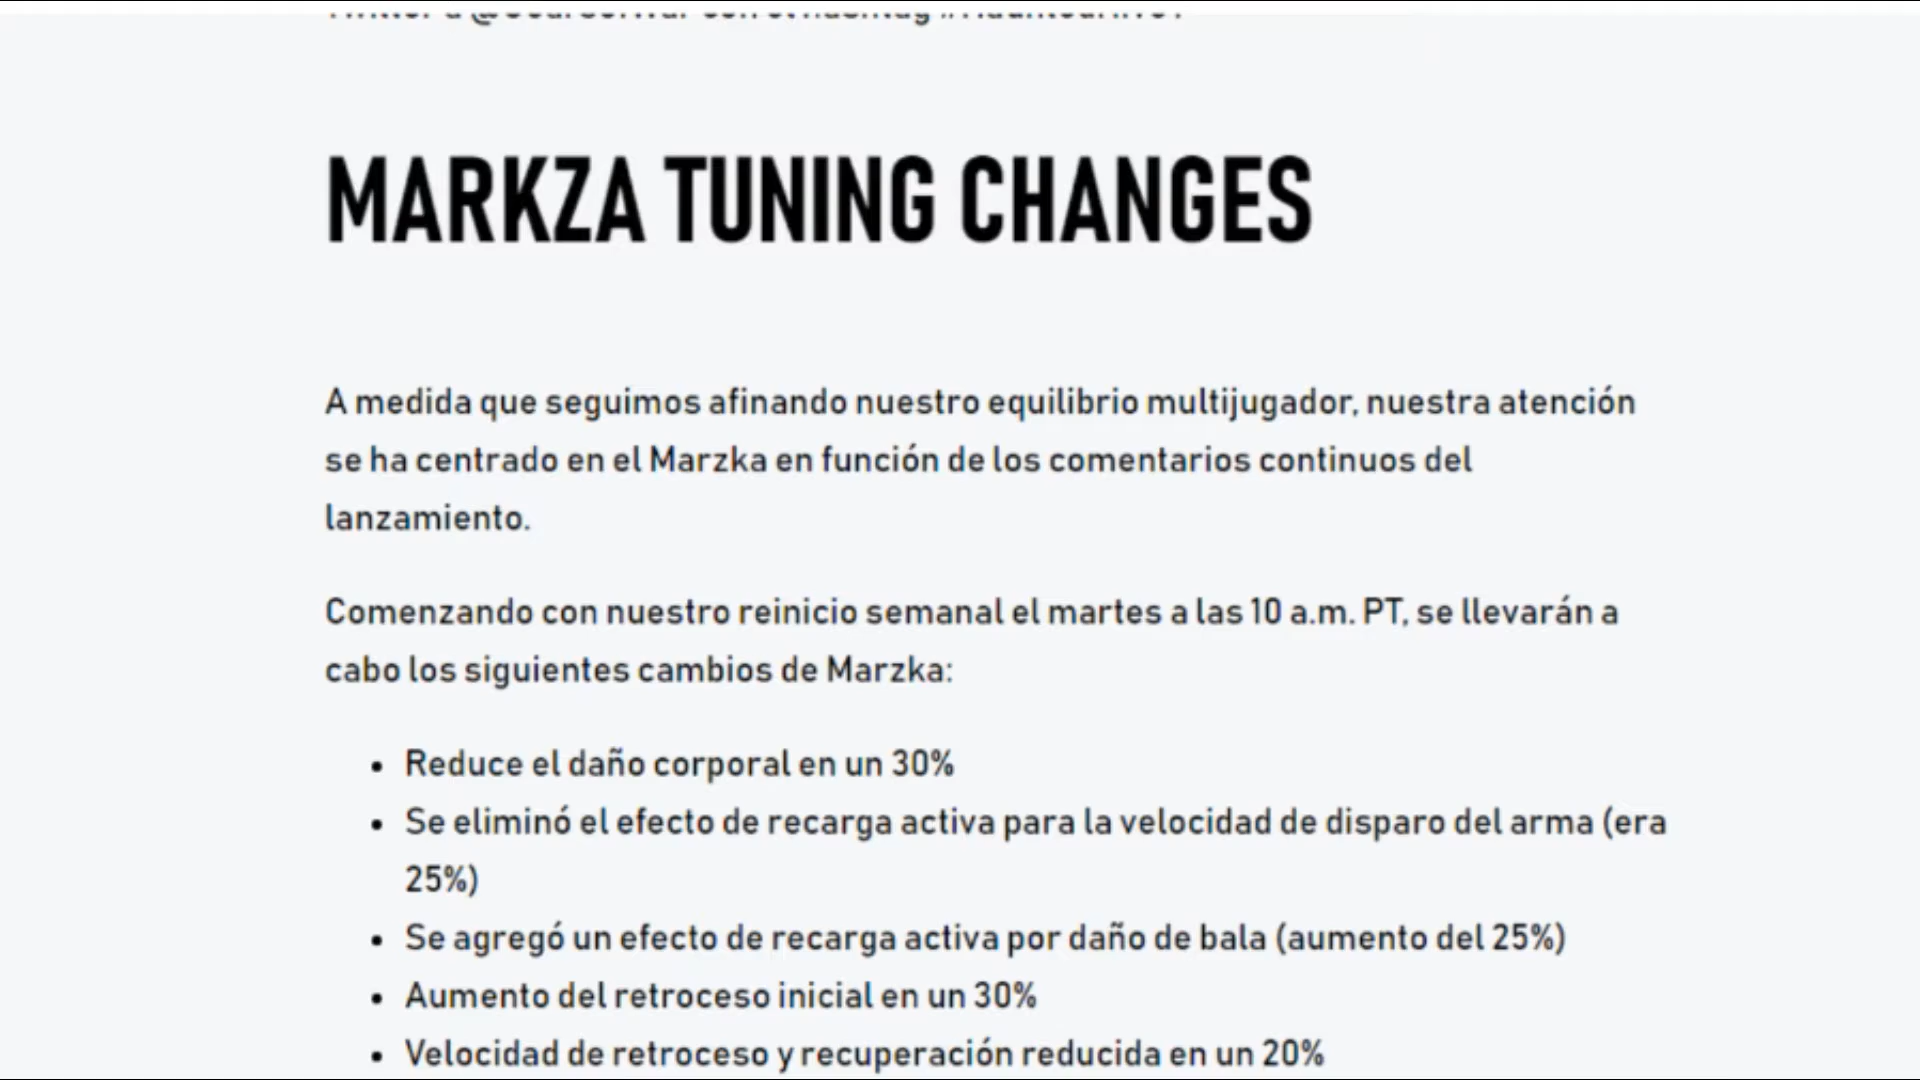 MARKZA TUNING CHANGES
A medida que seguimos afinando nuestro equilibrio multijugador, nuestra atención
se ha centrado en el Marzka en función de los comentarios continuos del
lanzamiento.
Comenzando con nuestro reinicio semanal el martes a las 10 a.m. PT, se llevarán a
cabo los siguientes cambios de Marzka:
• Reduce el daño corporal en un 30%
• Se eliminó el efecto de recarga activa para la velocidad de disparo del arma (era
25%)
• Se agregó un efecto de recarga activa por daño de bala (aumento del 25%)
• Aumento del retroceso inicial en un 30%
• Velocidad de retroceso y recuperación reducida en un 20%